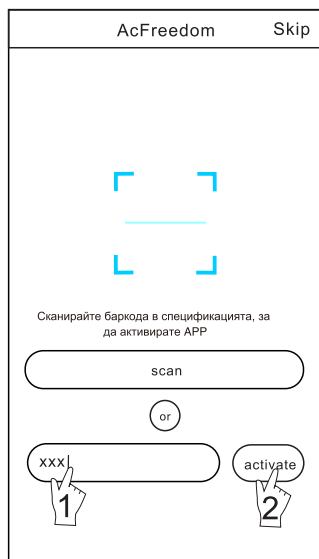 AcFreedom Skip
Сканирайте баркода в спецификацията, за
да активирате APP
scan
or
xxx activate
1 2